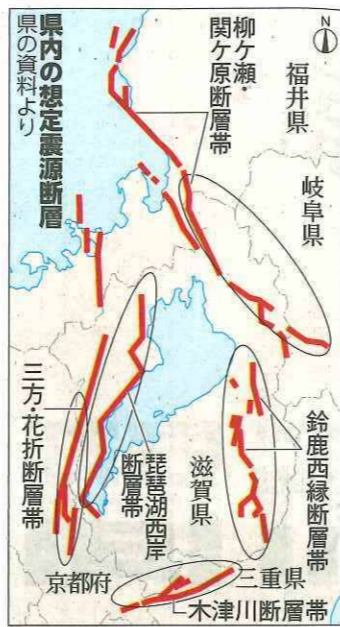 N
福井県
岐阜県
柳ケ瀬・
関ケ原断層帯
県内の想定震源断層
県の資料より
鈴鹿西縁断層帯
滋賀県
琵琶湖西岸
断層帯
三方・花折断層帯
三重県
京都府
木津川断層帯